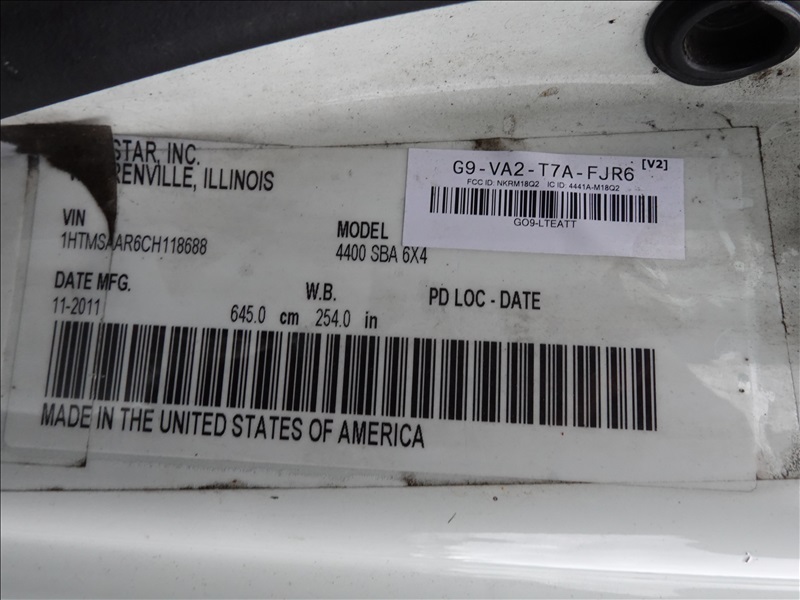 STAR, INC.
RENVILLE, ILLINOIS
G9-VA2-T7A-FJR6 [V2]
FCC ID: NKRM18Q2 IC ID: 4441A-M18Q2
GO9-LTEATT
VIN
MODEL
4400 SBA 6X4
DATE MFG.
11-2011
W.B.
645.0 cm 254.0 in
PD LOC - DATE
MADE IN THE UNITED STATES OF AMERICA